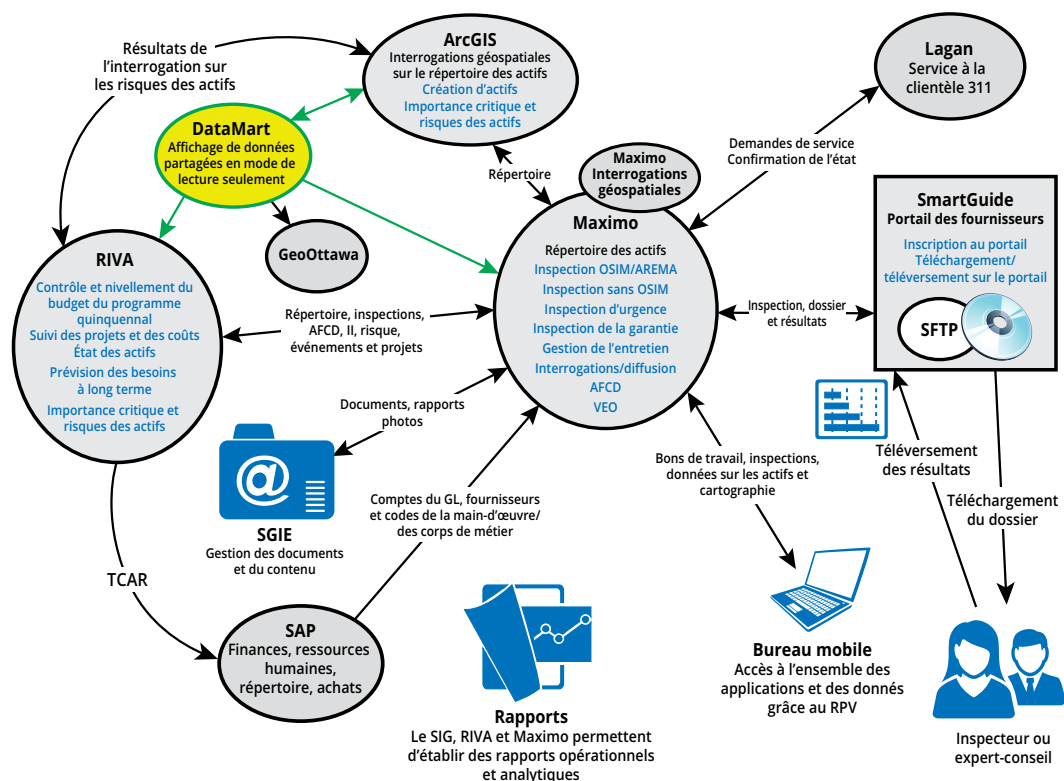 Résultats de
l'interrogation sur
les risques des actifs
ArcGIS
Interrogations géospatiales
sur le répertoire des actifs
Création d'actifs
Importance critique et
risques des actifs
Lagan
Service à la
clientèle 311
DataMart
Affichage de données
partagées en mode de
lecture seulement
Répertoire
Maximo
Interrogations
géospatiales
Demandes de service
Confirmation de l'état
GeoOttawa
RIVA
Contrôle et nivellement du
budget du programme
quinquennal
Suivi des projets et des coûts
État des actifs
Prévision des besoins
à long terme
Importance critique et
risques des actifs
Répertoire, inspections,
AFCD, II, risque,
événements et projets
Maximo
Répertoire des actifs
Inspection OSIM/AREMA
Inspection sans OSIM
Inspection d'urgence
Inspection de la garantie
Gestion de l'entretien
Interrogations/diffusion
AFCD
VEO
Inspection, dossier
et résultats
SmartGuide
Portail des fournisseurs
Inscription au portail
Téléchargement/
téléversement sur le portail
SFTP
Documents, rapports
photos
@
SGIE
Gestion des documents
et du contenu
Comptes du GL, fournisseurs
et codes de la main-d'œuvre/
des corps de métier
Bons de travail, inspections,
données sur les actifs et
cartographie
Téléversement
des résultats
Téléchargement
du dossier
TCAR
SAP
Finances, ressources
humaines,
répertoire, achats
Rapports
Le SIG, RIVA et Maximo permettent
d'établir des rapports opérationnels
et analytiques
Bureau mobile
Accès à l'ensemble des
applications et des donnés
grâce au RPV
Inspecteur ou
expert-conseil